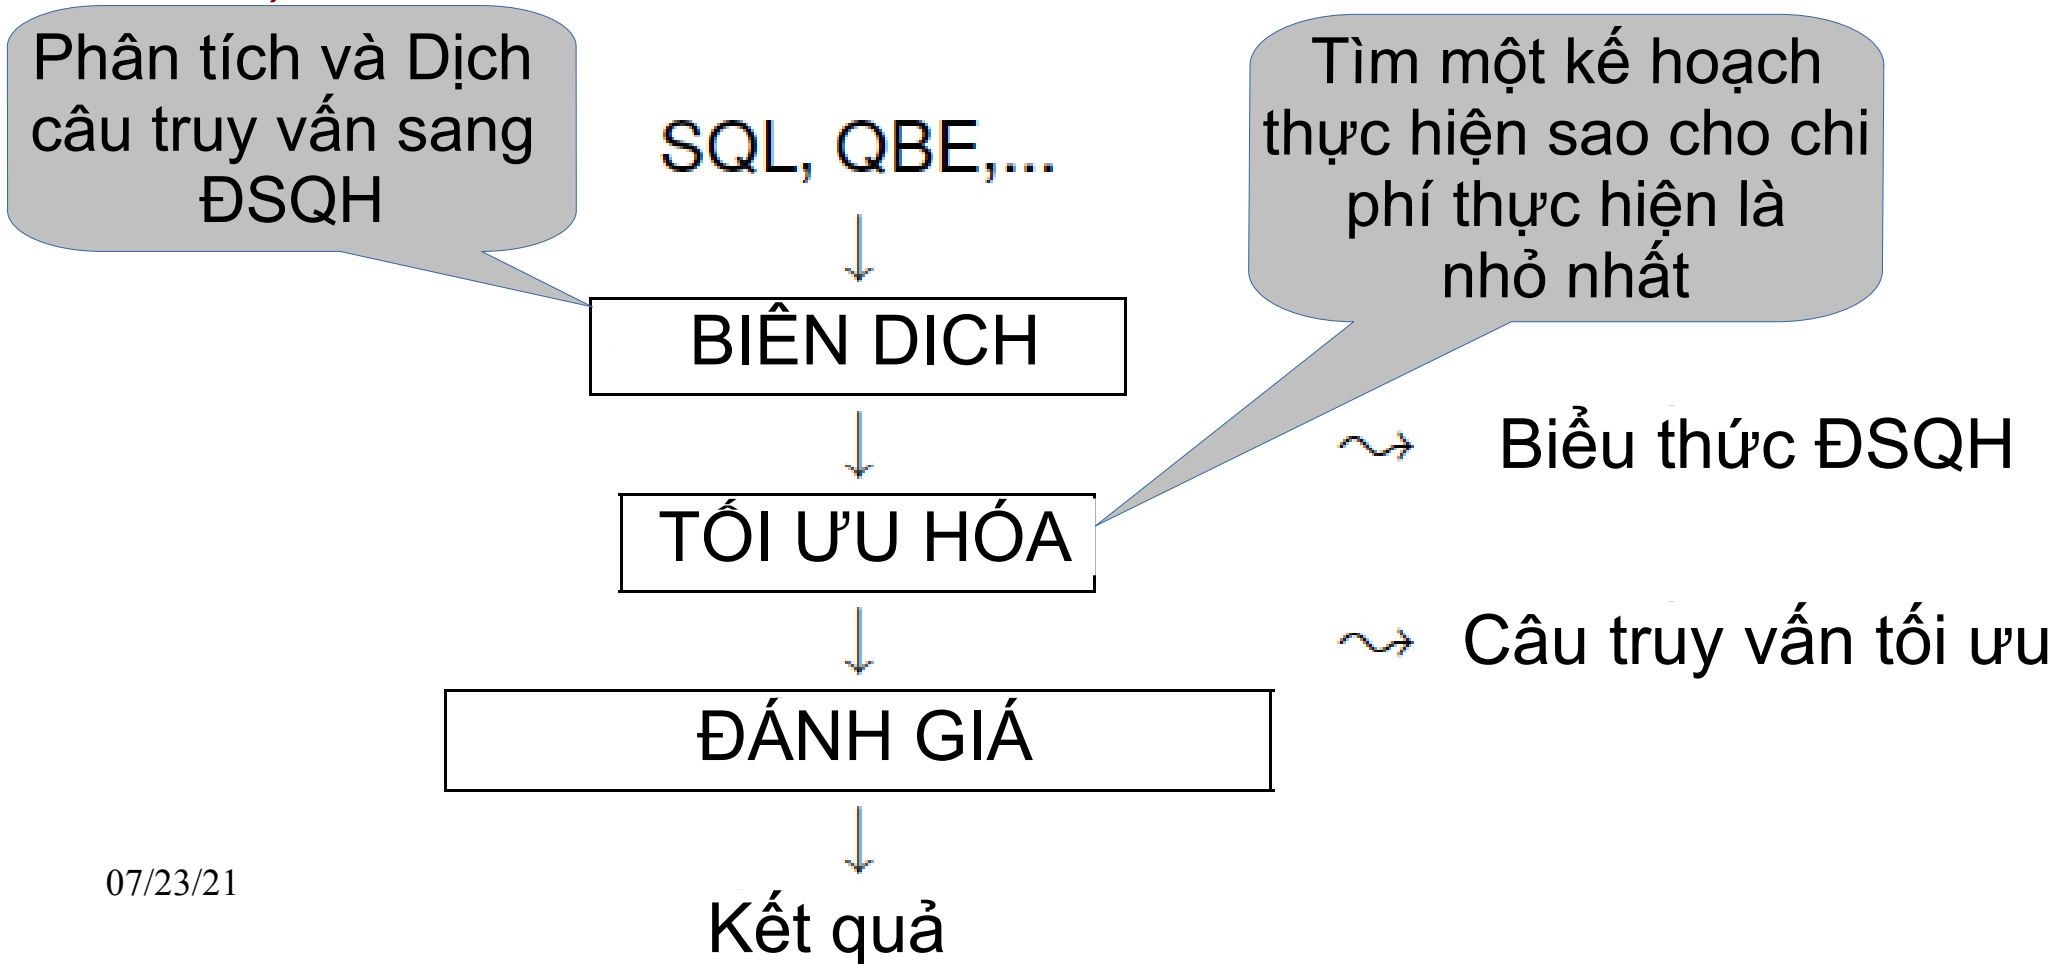 Phân tích và Dịch
câu truy vấn sang
ĐSQH
SQL, QBE,...
Tìm một kế hoạch
thực hiện sao cho chi
phí thực hiện là
nhỏ nhất
BIÊN DICH
Biểu thức ĐSQH
TỐI ƯU HÓA
Câu truy vấn tối ưu
ĐÁNH GIÁ
07/23/21
Kết quả